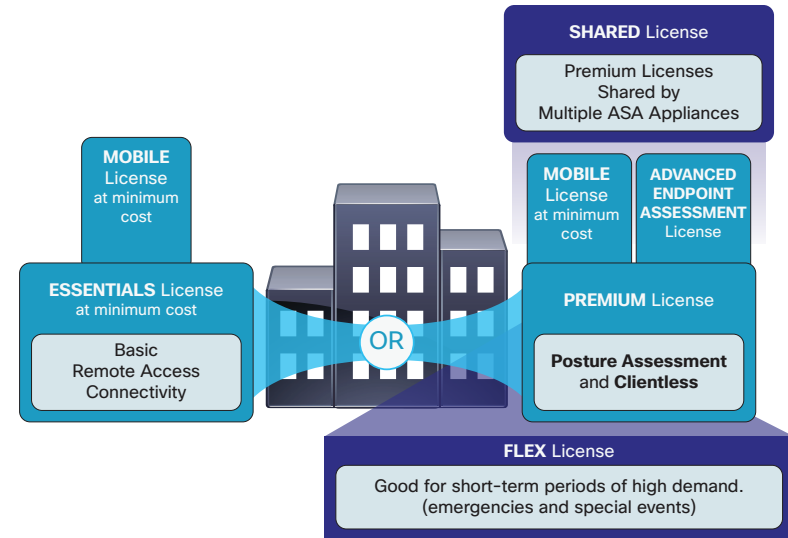 SHARED License
Premium Licenses
Shared by
Multiple ASA Appliances
MOBILE
License
at minimum
cost
MOBILE
License
at minimum
cost
ADVANCED
ENDPOINT
ASSESSMENT
License
ESSENTIALS License
at minimum cost
Basic
Remote Access
Connectivity
OR
PREMIUM License
Posture Assessment
and Clientless
FLEX License
Good for short-term periods of high demand.
(emergencies and special events)